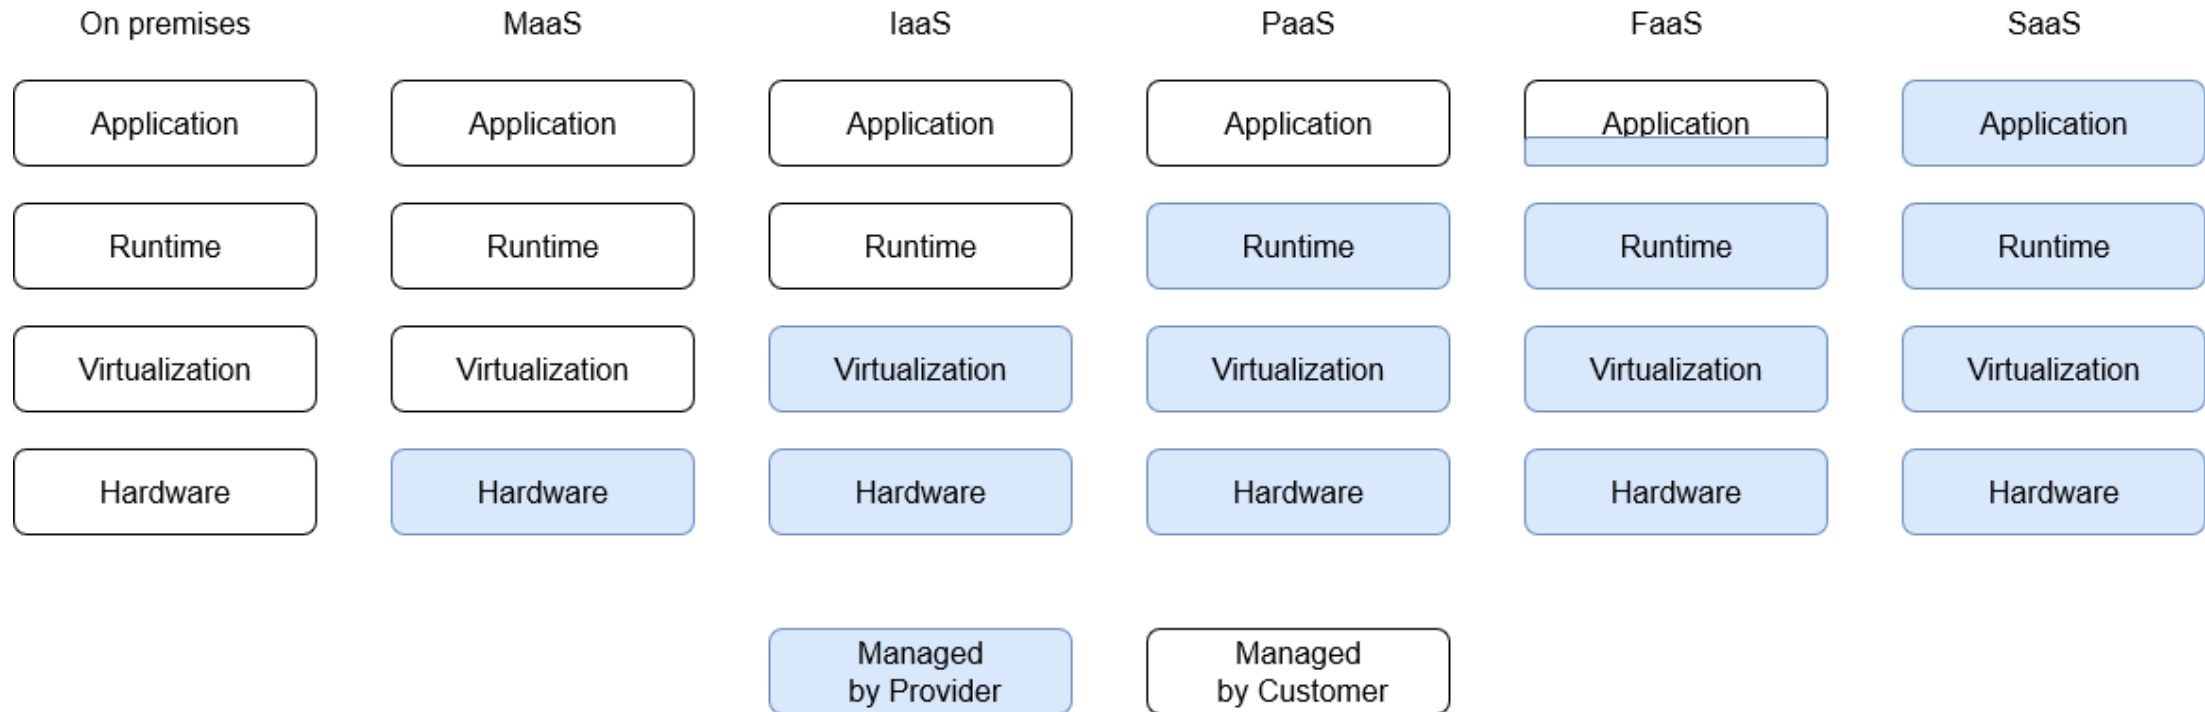 On premises
MaaS
IaaS
PaaS
FaaS
SaaS
Application
Application
Application
Application
Application
Application
Runtime
Runtime
Runtime
Runtime
Runtime
Runtime
Virtualization
Virtualization
Virtualization
Virtualization
Virtualization
Virtualization
Hardware
Hardware
Hardware
Hardware
Hardware
Hardware
Managed
by Provider
Managed
by Customer